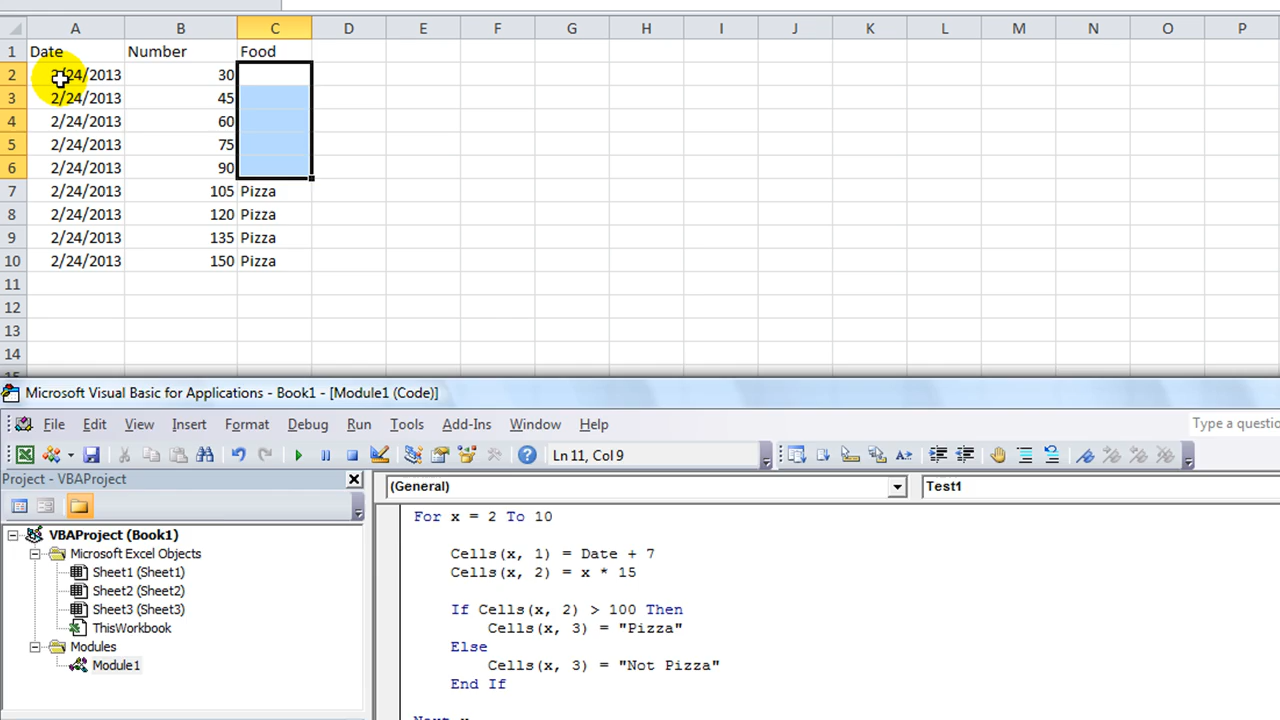 A B C D E F G H I J K L M N O P
1 Date Number Food
2 2/24/2013 30
3 2/24/2013 45
4 2/24/2013 60
5 2/24/2013 75
6 2/24/2013 90
7 2/24/2013 105 Pizza
8 2/24/2013 120 Pizza
9 2/24/2013 135 Pizza
10 2/24/2013 150 Pizza
11
12
13
14
Microsoft Visual Basic for Applications - Book1 - [Module1 (Code)]
File Edit View Insert Format Debug Run Tools Add-Ins Window Help Type a questio
Ln 11, Col 9
Project - VBAProject
(General) Test1
VBAProject (Book1)
Microsoft Excel Objects
Sheet1 (Sheet1)
Sheet2 (Sheet2)
Sheet3 (Sheet3)
ThisWorkbook
Modules
Module1
For x = 2 To 10
Cells(x, 1) = Date + 7
Cells(x, 2) = x * 15
If Cells(x, 2) > 100 Then
Cells(x, 3) = "Pizza"
Else
Cells(x, 3) = "Not Pizza"
End If
Next x